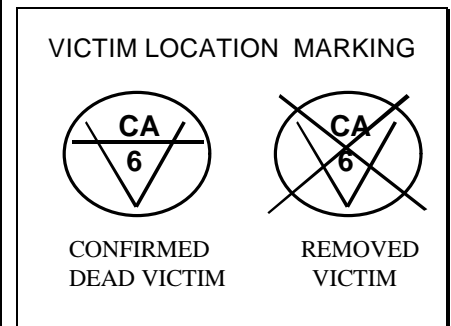 VICTIM LOCATION MARKING
CA
6
CONFIRMED
DEAD VICTIM
CA
6
REMOVED
VICTIM